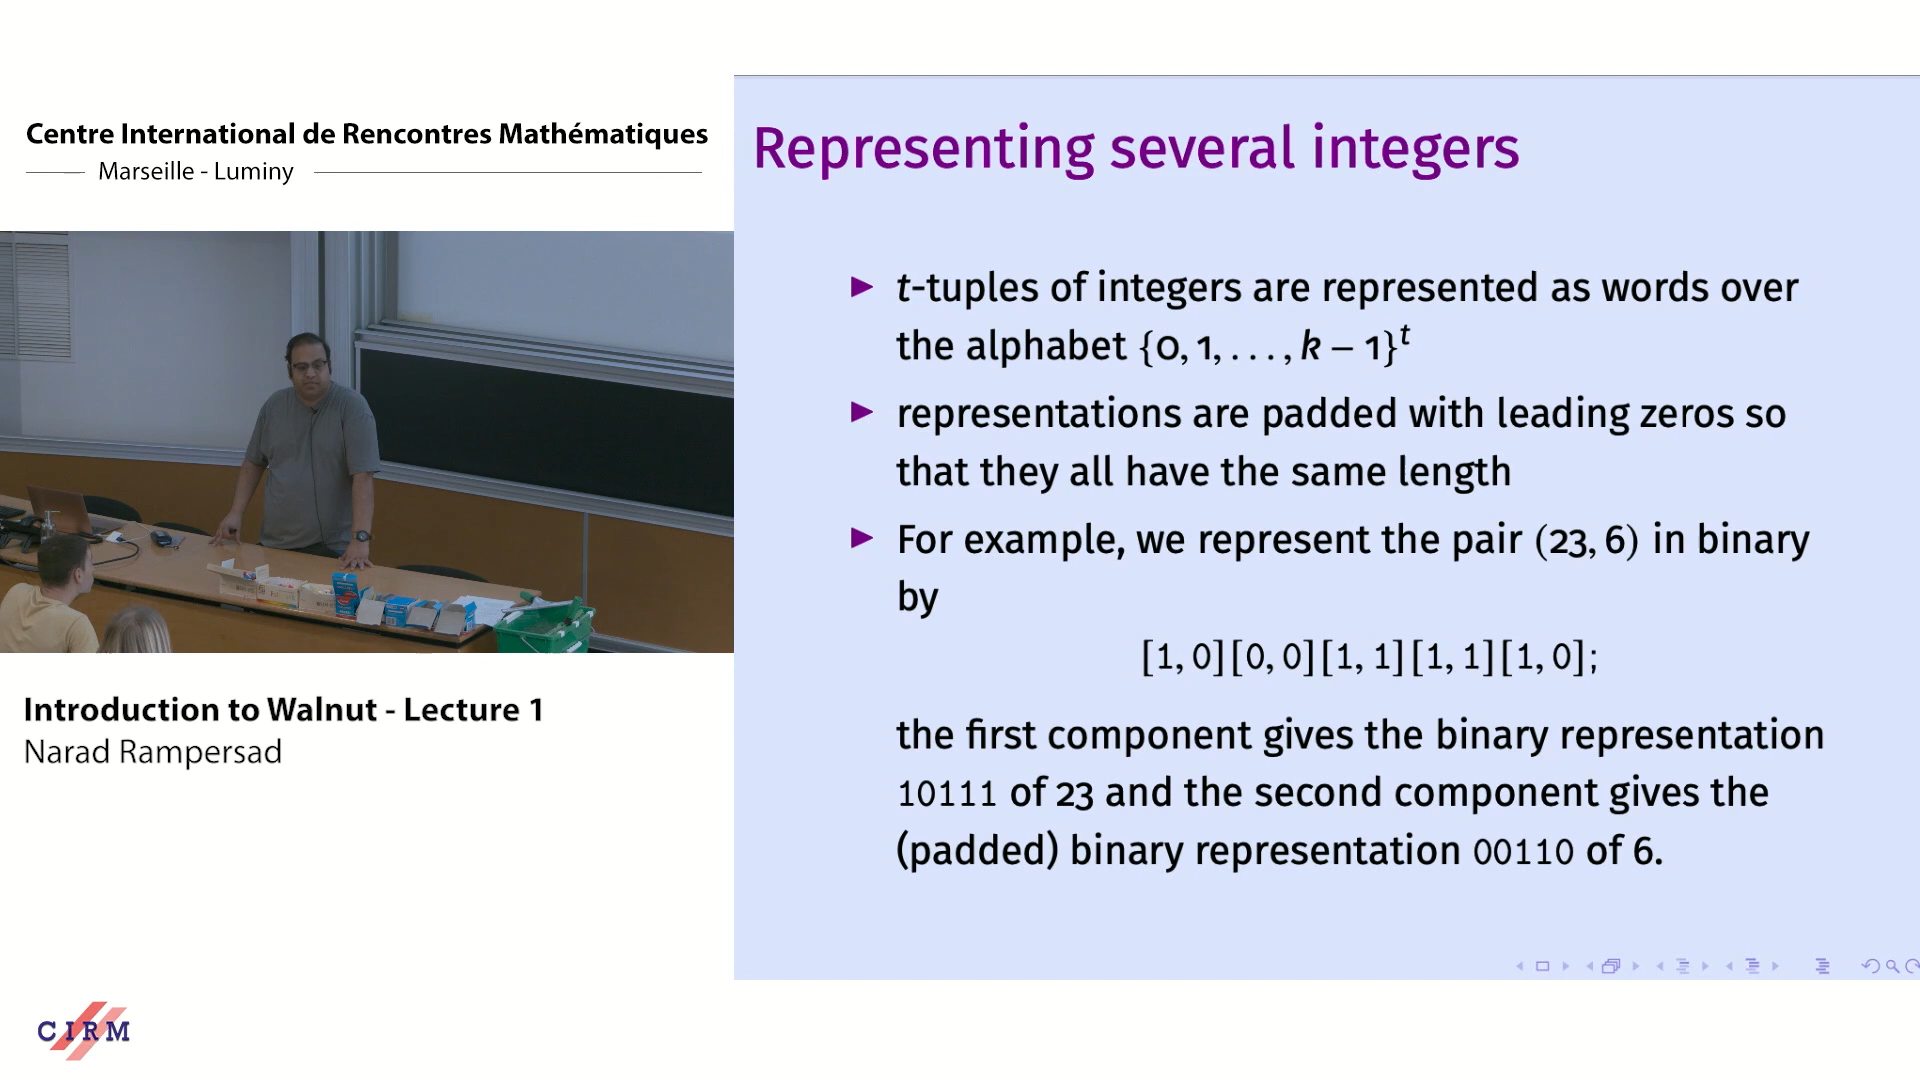 Centre International de Rencontres Mathématiques
Marseille - Luminy
Introduction to Walnut - Lecture 1
Narad Rampersad
CIRM
Representing several integers
t-tuples of integers are represented as words over
the alphabet {0, 1, . . . , k − 1}^t
representations are padded with leading zeros so
that they all have the same length
For example, we represent the pair (23, 6) in binary
by
[1, 0][0, 0][1, 1][1, 1][1, 0];
the first component gives the binary representation
10111 of 23 and the second component gives the
(padded) binary representation 00110 of 6.